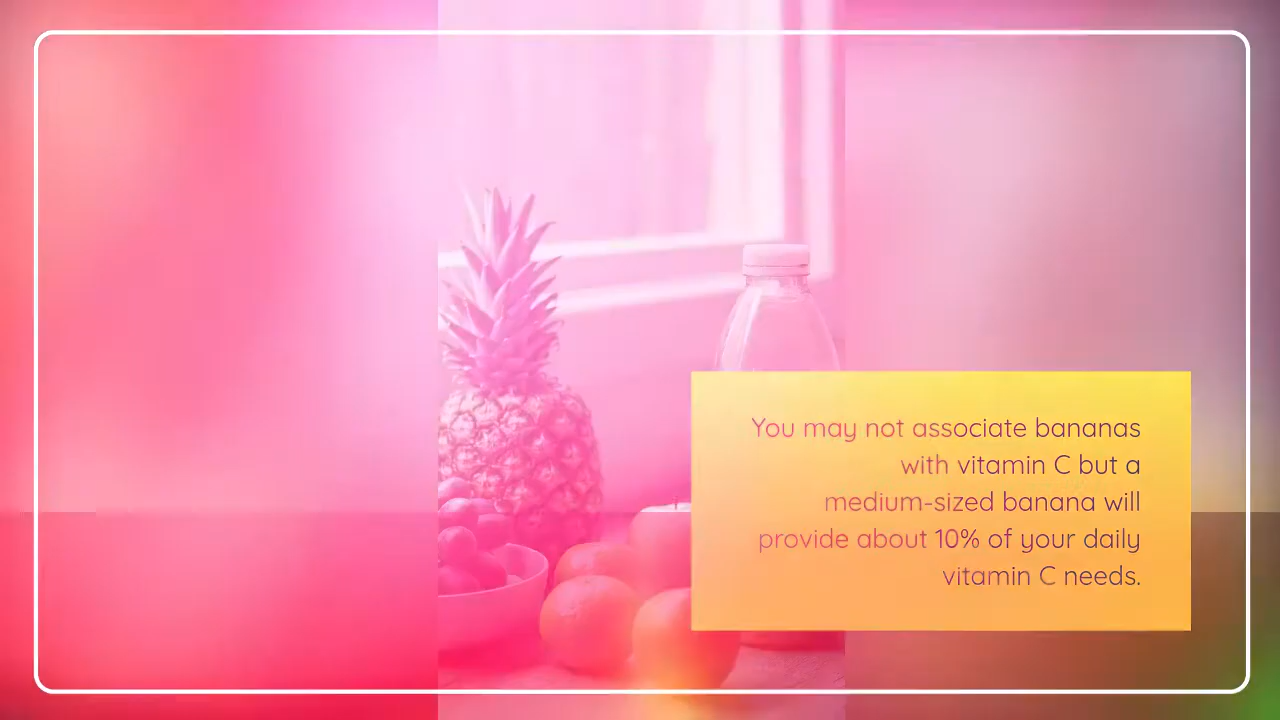 You may not associate bananas
with vitamin C but a
medium-sized banana will
provide about 10% of your daily
vitamin C needs.